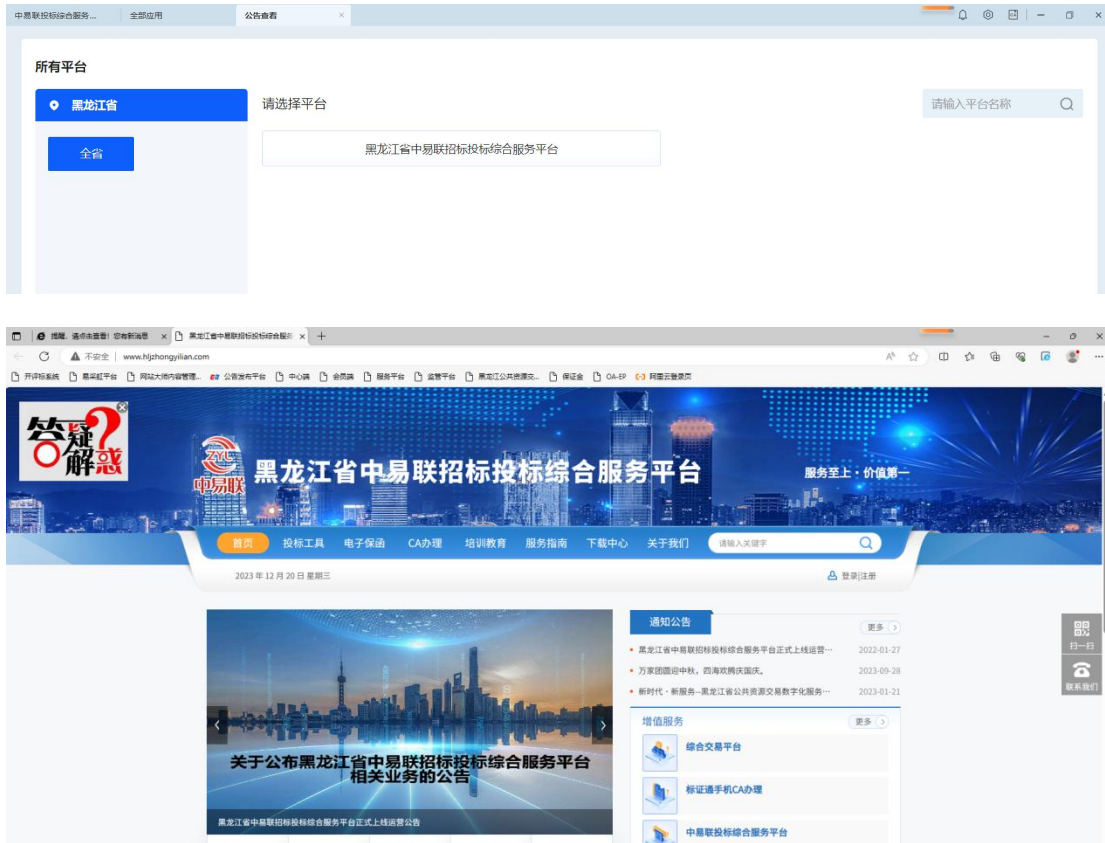 中易联投标综合服务... 全部应用 公告查看 ×
所有平台
黑龙江省 请选择平台 请输入平台名称
全省 黑龙江省中易联招标投标综合服务平台
提醒，请点击查看！您有新消息 × 黑龙江省中易联招标投标综合服务 × +
不安全 | www.hljzhongyilian.com
开评标系统 易采虹平台 网站大师内容管理... 公告发布平台 中心端 会员端 服务平台 监管平台 黑龙江公共资源交... 保证金 OA-EP 阿里云登录页
答疑?
解惑
ZYL
中易联
黑龙江省中易联招标投标综合服务平台
服务至上·价值第一
首页 投标工具 电子保函 CA办理 培训教育 服务指南 下载中心 关于我们 请输入关键字
2023 年 12 月 20 日 星期三 登录|注册
通知公告 更多
黑龙江省中易联招标投标综合服务平台正式上线运营… 2022-01-27
万家团圆迎中秋，四海欢腾庆国庆。 2023-09-28
新时代·新服务--黑龙江省公共资源交易数字化服务… 2023-01-21
扫一扫
联系我们
增值服务 更多
综合交易平台
标证通手机CA办理
中易联投标综合服务平台
关于公布黑龙江省中易联招标投标综合服务平台
相关业务的公告
黑龙江省中易联招标投标综合服务平台正式上线运营公告